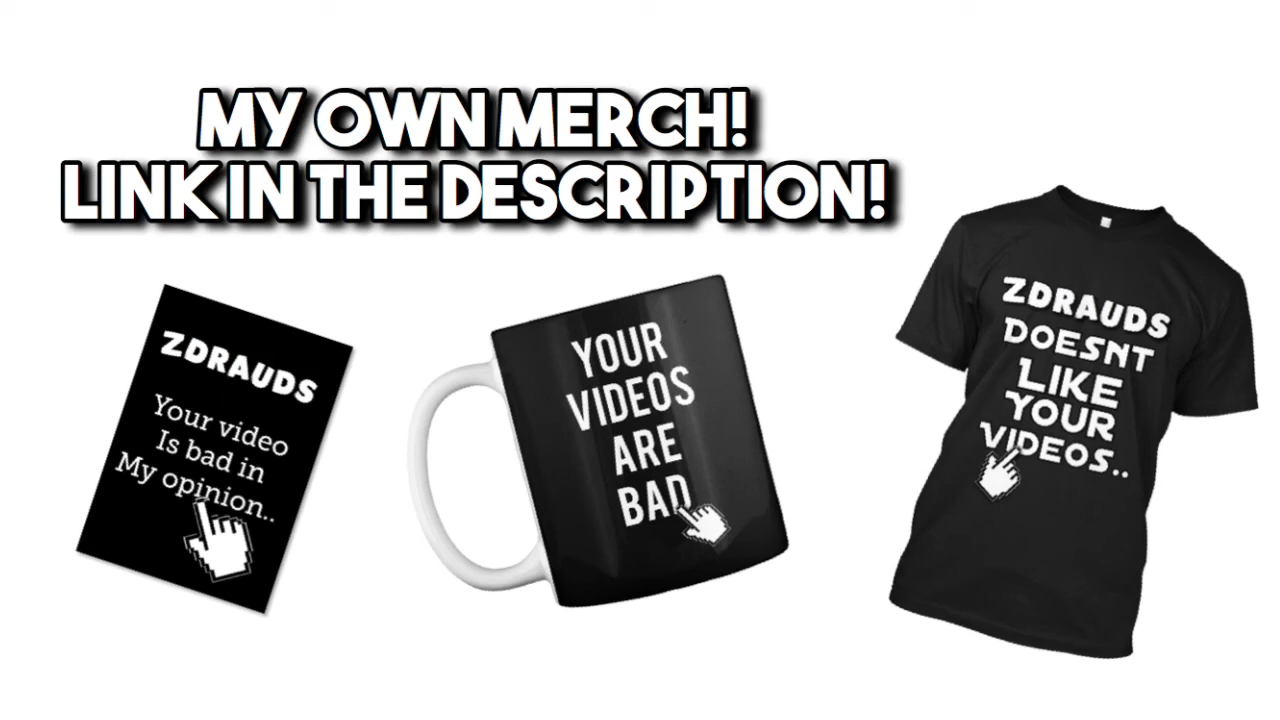 MY OWN MERCH!
LINK IN THE DESCRIPTION!
ZDRAUDS
Your video
Is bad in
My opinion..
YOUR
VIDEOS
ARE
BAD
ZDRAUDS
DOESNT
LIKE
YOUR
VIDEOS..